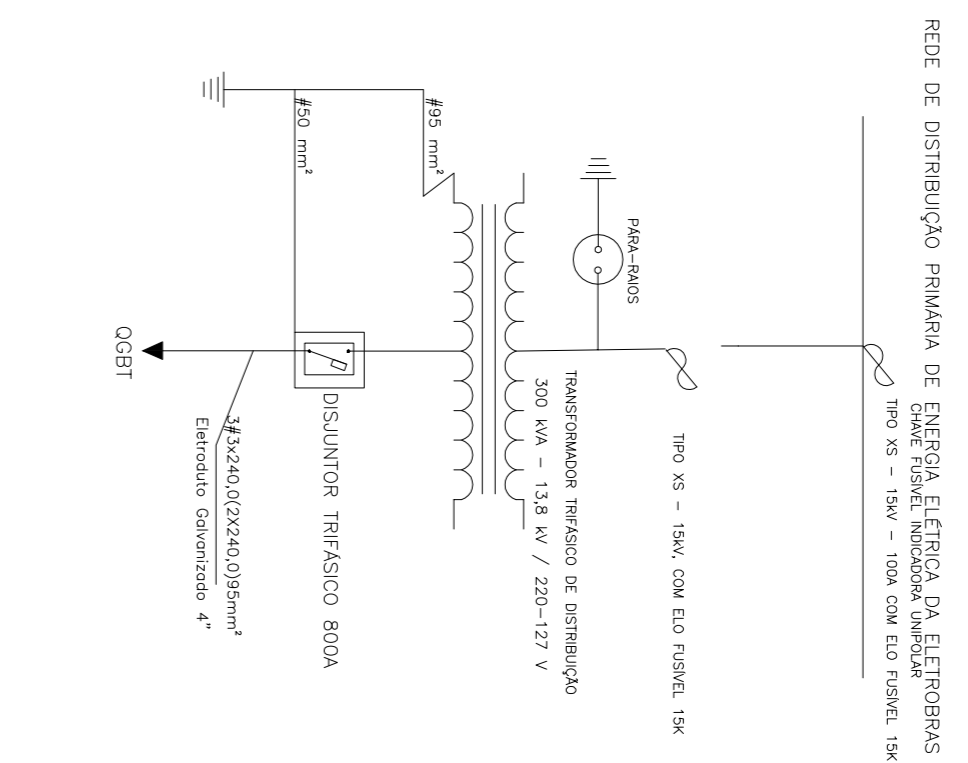 REDE DE DISTRIBUIÇÃO PRIMÁRIA DE ENERGIA ELÉTRICA DA ELETROBRAS
CHAVE FUSÍVEL INDICADORA UNIPOLAR
TIPO XS - 15kV - 100A COM ELO FUSIVEL 15K
TIPO XS - 15kV, COM ELO FUSÍVEL 15K
PÁRA-RAIOS
TRANSFORMADOR TRIFÁSICO DE DISTRIBUIÇÃO
300 kVA - 13,8 kV / 220-127 V
#95 mm²
#50 mm²
DISJUNTOR TRIFÁSICO 800A
3#3x240,0(2X240,0)95mm²
Eletroduto Galvanizado 4"
QGBT